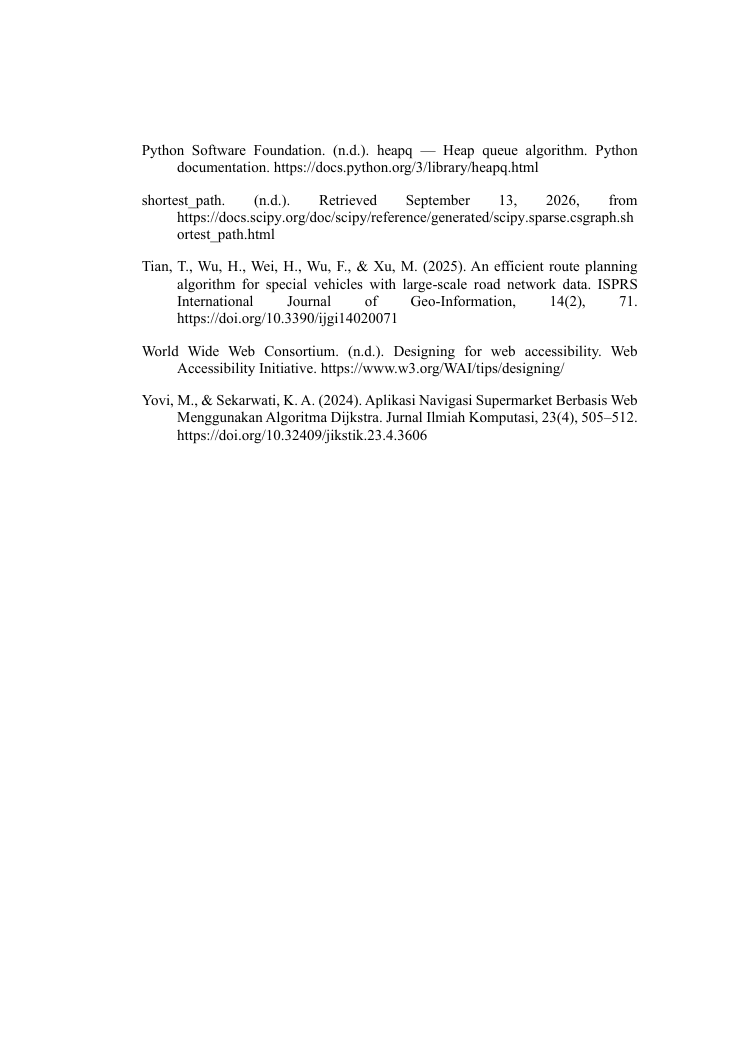 Python Software Foundation. (n.d.). heapq — Heap queue algorithm. Python
documentation. https://docs.python.org/3/library/heapq.html
shortest_path. (n.d.). Retrieved September 13, 2026, from
https://docs.scipy.org/doc/scipy/reference/generated/scipy.sparse.csgraph.sh
ortest_path.html
Tian, T., Wu, H., Wei, H., Wu, F., & Xu, M. (2025). An efficient route planning
algorithm for special vehicles with large-scale road network data. ISPRS
International Journal of Geo-Information, 14(2), 71.
https://doi.org/10.3390/ijgi14020071
World Wide Web Consortium. (n.d.). Designing for web accessibility. Web
Accessibility Initiative. https://www.w3.org/WAI/tips/designing/
Yovi, M., & Sekarwati, K. A. (2024). Aplikasi Navigasi Supermarket Berbasis Web
Menggunakan Algoritma Dijkstra. Jurnal Ilmiah Komputasi, 23(4), 505–512.
https://doi.org/10.32409/jikstik.23.4.3606